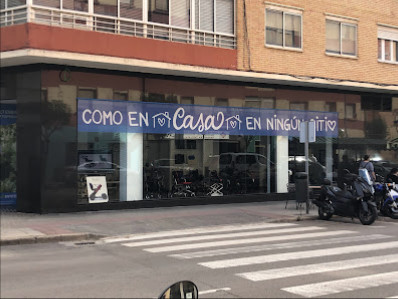 COMO EN Casa EN NINGÚN SITIO